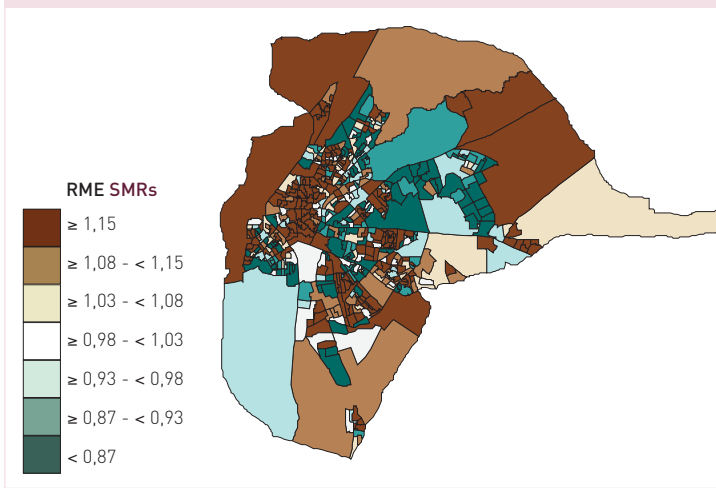 RME SMRs
≥ 1,15
≥ 1,08 - < 1,15
≥ 1,03 - < 1,08
≥ 0,98 - < 1,03
≥ 0,93 - < 0,98
≥ 0,87 - < 0,93
< 0,87